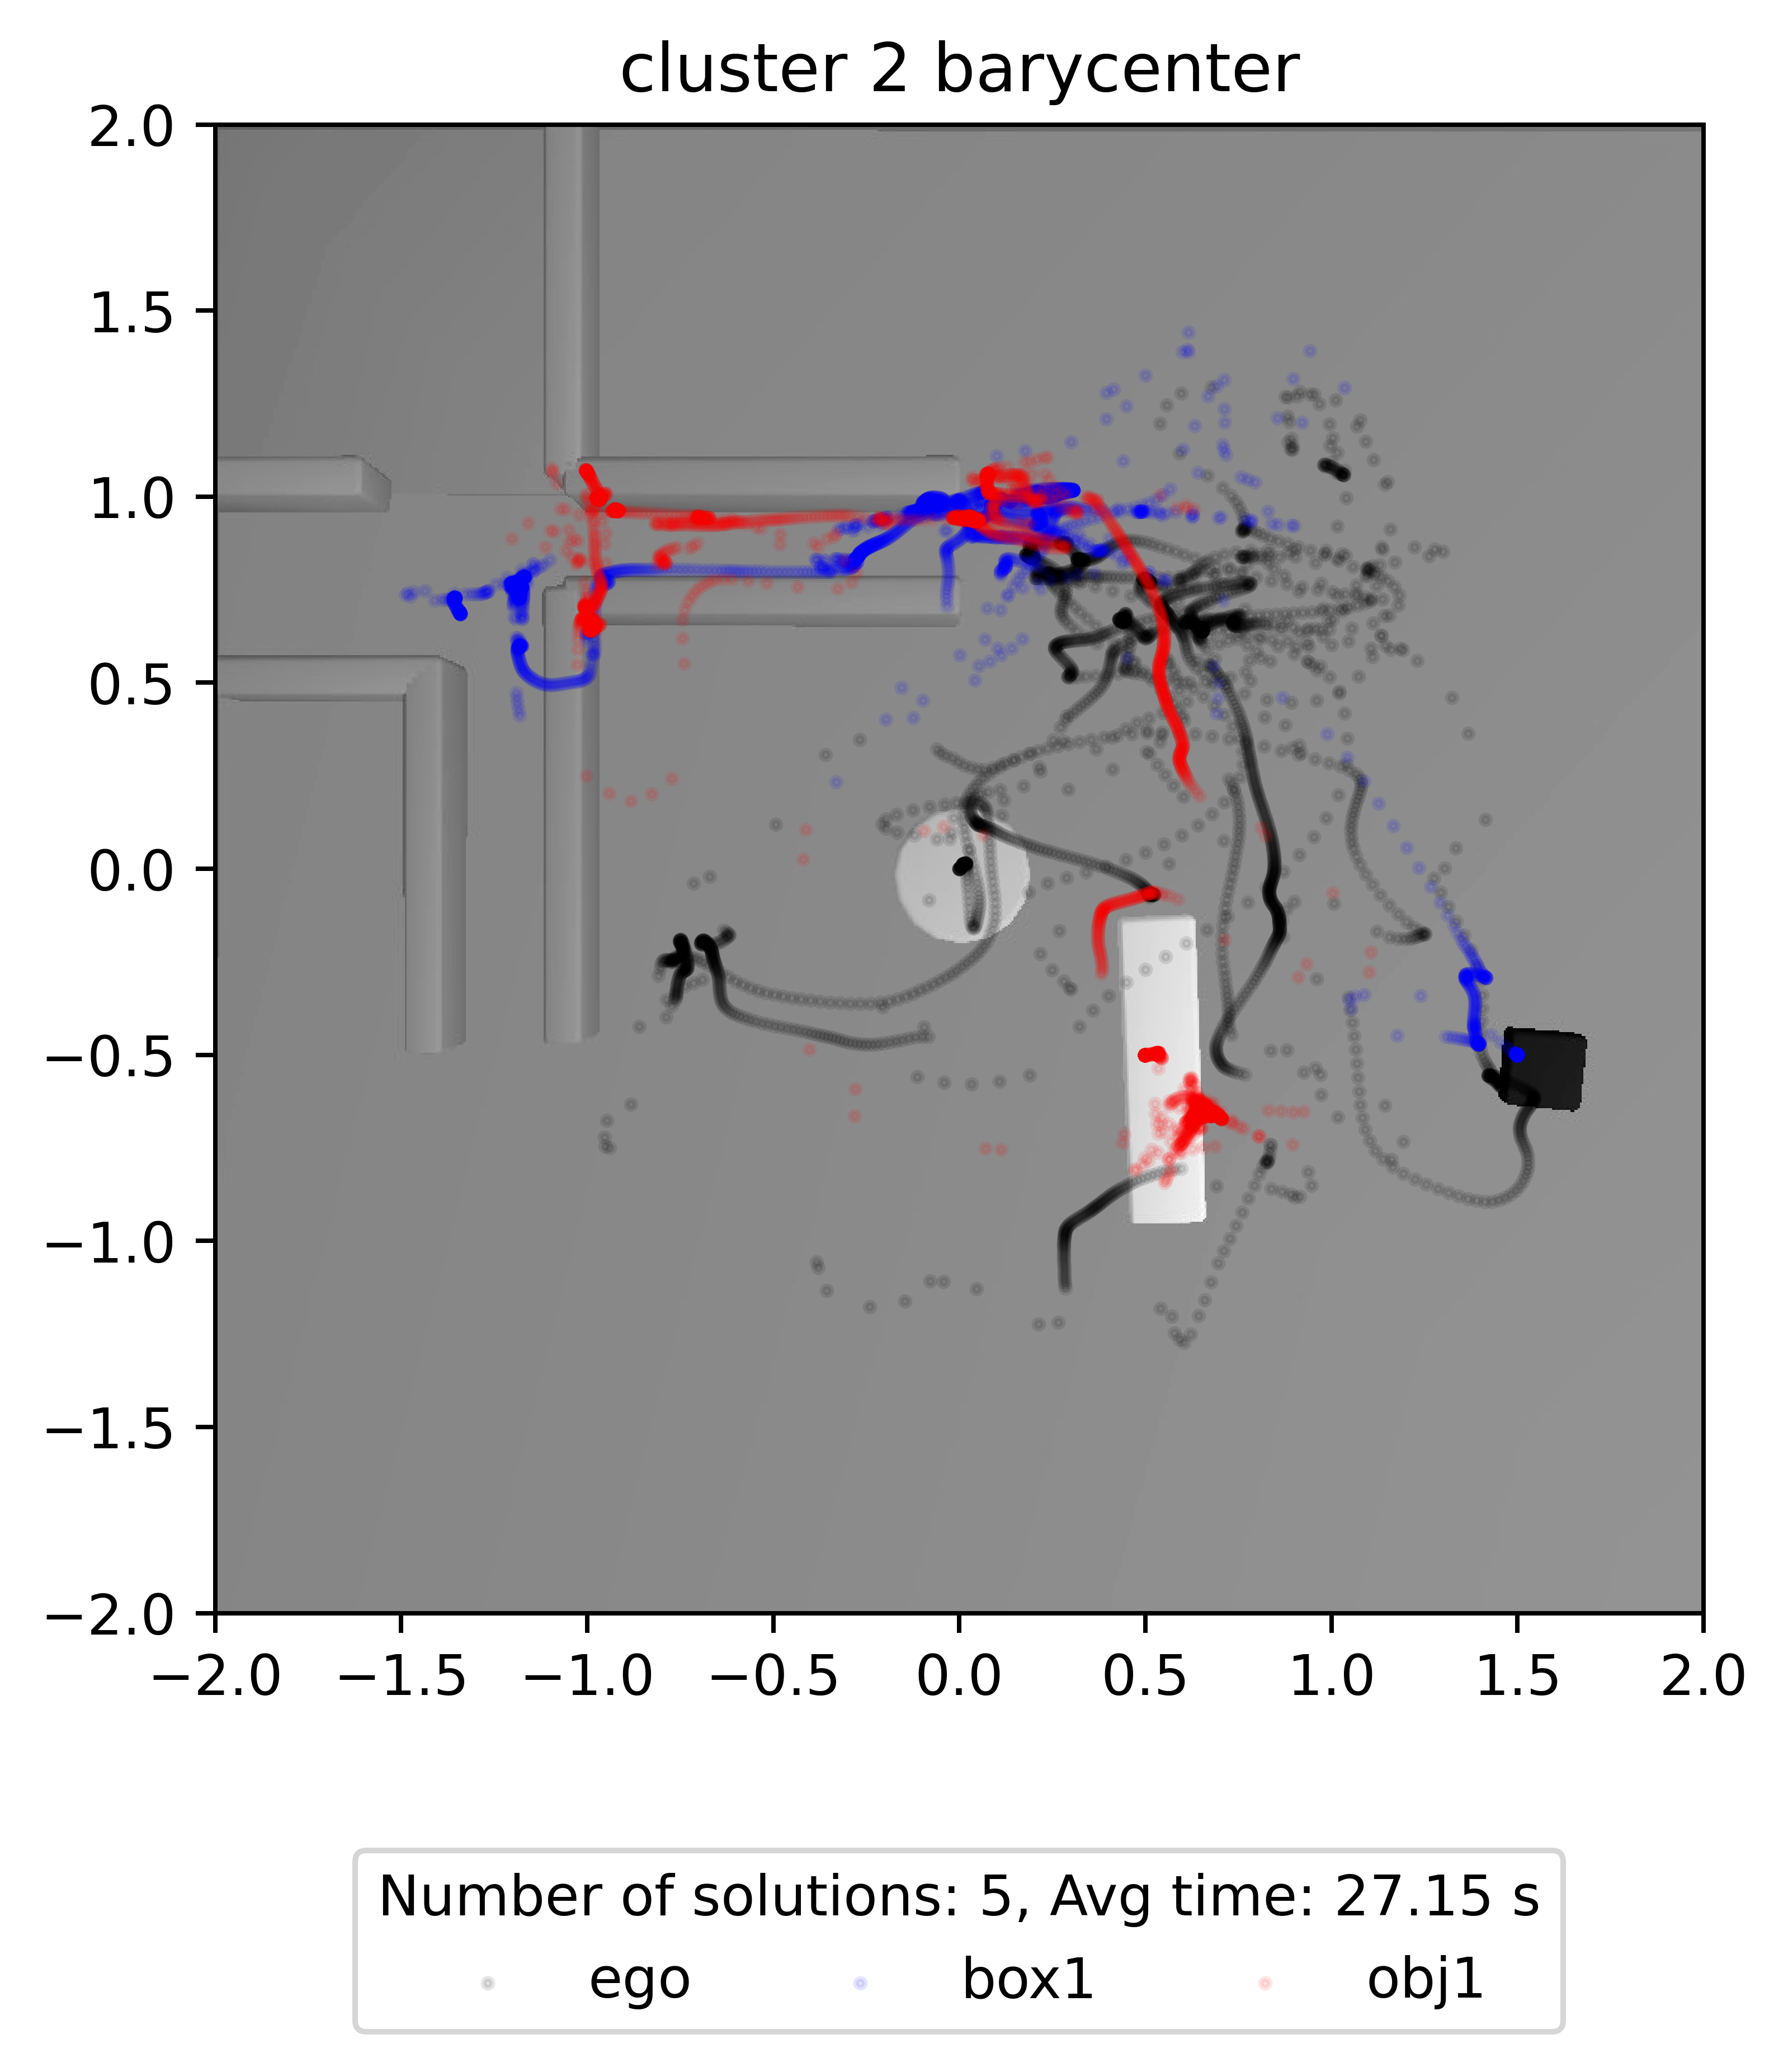 cluster 2 barycenter
2.0
1.5
1.0
0.5
0.0
−0.5
−1.0
−1.5
−2.0
−2.0 −1.5 −1.0 −0.5 0.0 0.5 1.0 1.5 2.0
Number of solutions: 5, Avg time: 27.15 s
ego box1 obj1